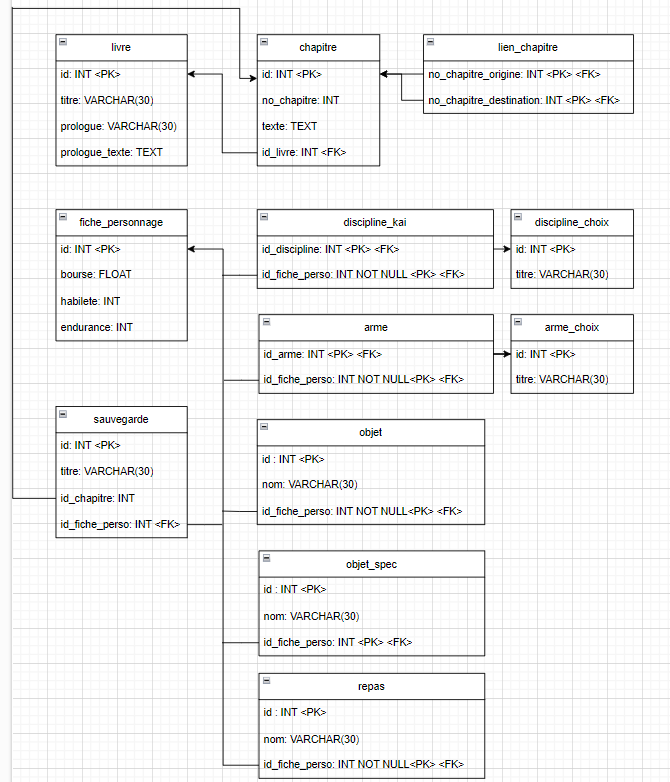 livre
id: INT <PK>
titre: VARCHAR(30)
prologue: VARCHAR(30)
prologue_texte: TEXT
chapitre
id: INT <PK>
no_chapitre: INT
texte: TEXT
id_livre: INT <FK>
lien_chapitre
no_chapitre_origine: INT <PK> <FK>
no_chapitre_destination: INT <PK> <FK>
fiche_personnage
id: INT <PK>
bourse: FLOAT
habilete: INT
endurance: INT
discipline_kai
id_discipline: INT <PK> <FK>
id_fiche_perso: INT NOT NULL <PK> <FK>
discipline_choix
id: INT <PK>
titre: VARCHAR(30)
arme
id_arme: INT <PK> <FK>
id_fiche_perso: INT NOT NULL<PK> <FK>
arme_choix
id: INT <PK>
titre: VARCHAR(30)
sauvegarde
id: INT <PK>
titre: VARCHAR(30)
id_chapitre: INT
id_fiche_perso: INT <FK>
objet
id : INT <PK>
nom: VARCHAR(30)
id_fiche_perso: INT NOT NULL<PK> <FK>
objet_spec
id : INT <PK>
nom: VARCHAR(30)
id_fiche_perso: INT <PK> <FK>
repas
id : INT <PK>
nom: VARCHAR(30)
id_fiche_perso: INT NOT NULL<PK> <FK>